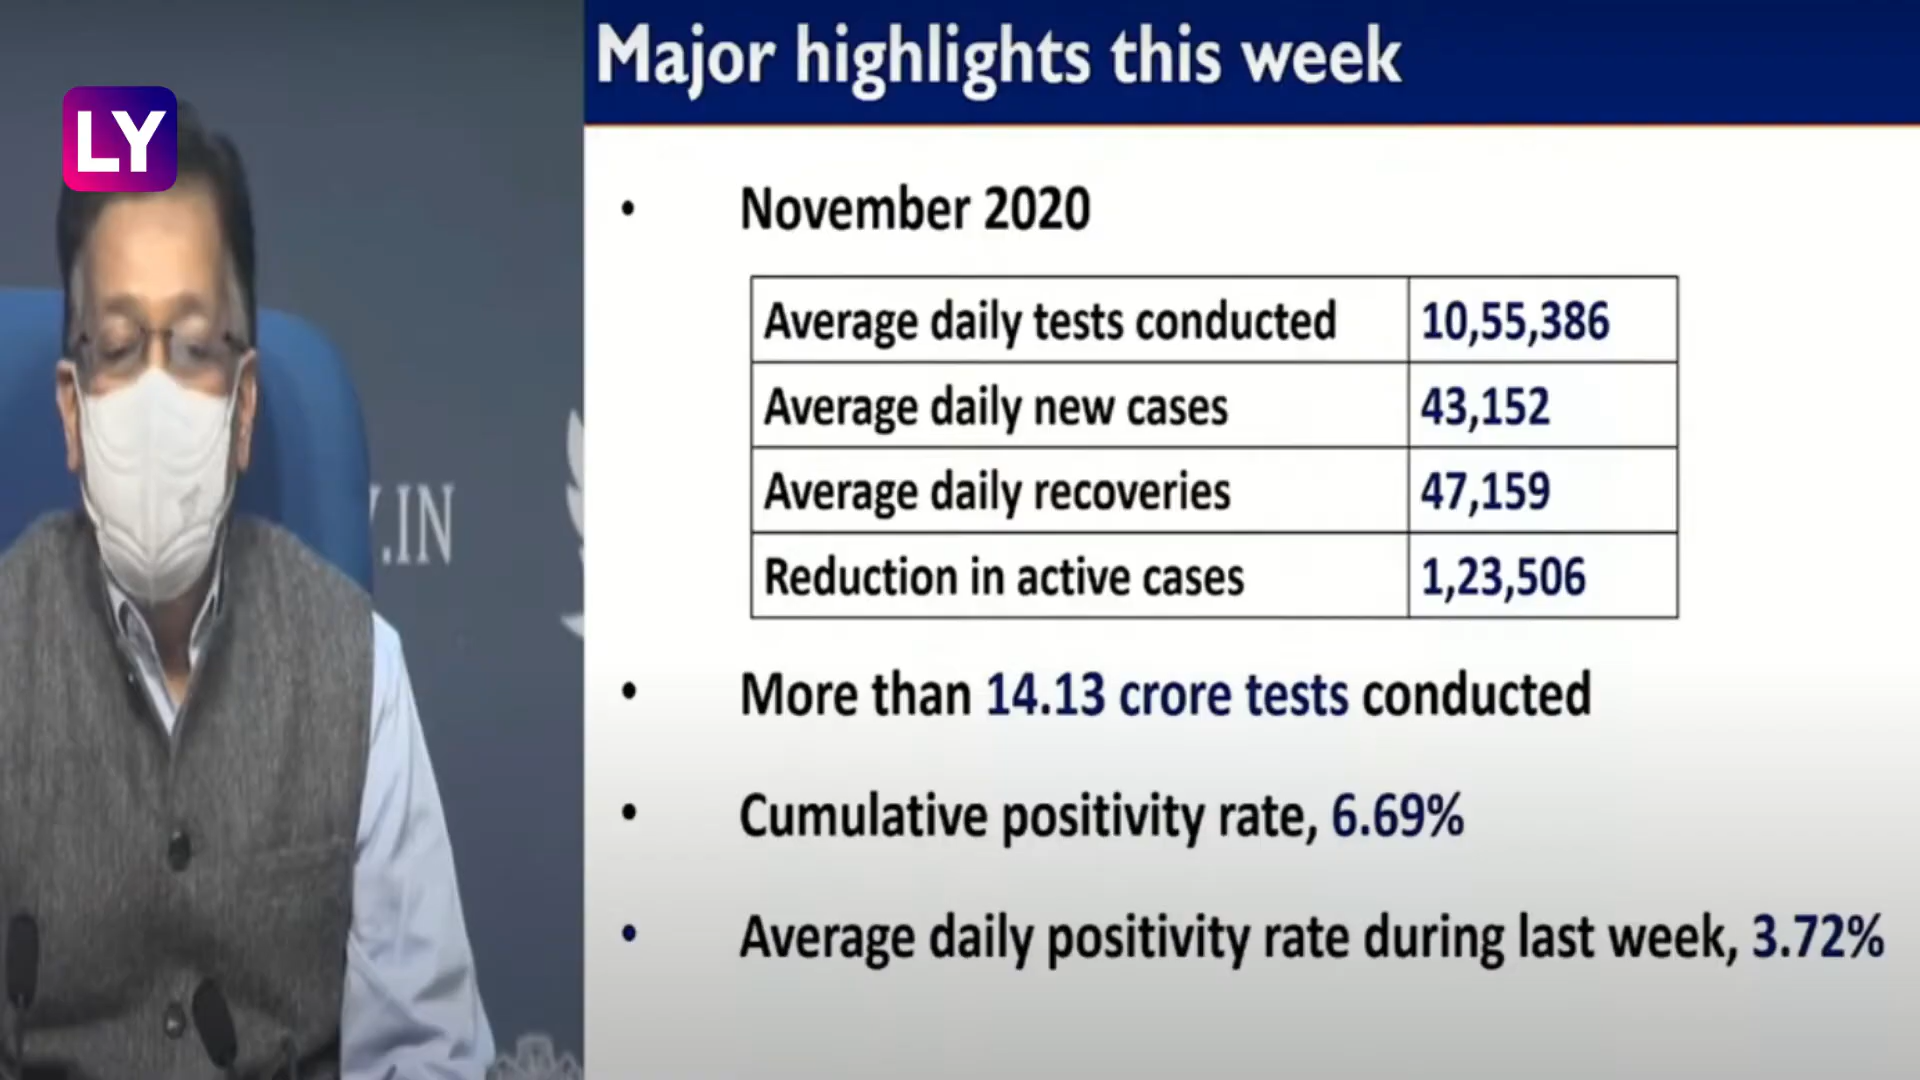 LY
Major highlights this week
• November 2020
Average daily tests conducted 10,55,386
Average daily new cases 43,152
Average daily recoveries 47,159
Reduction in active cases 1,23,506
.IN
• More than 14.13 crore tests conducted
• Cumulative positivity rate, 6.69%
• Average daily positivity rate during last week, 3.72%